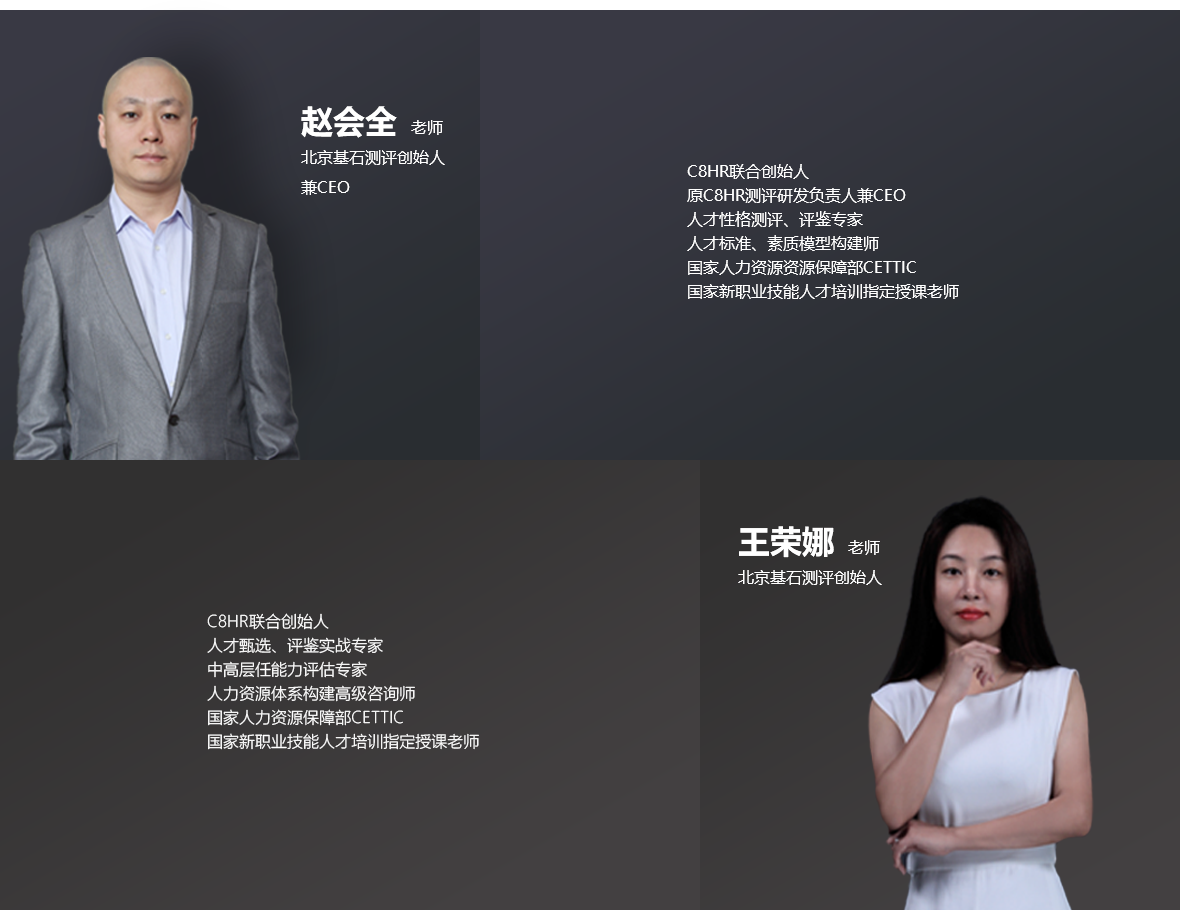 赵会全 老师
北京基石测评创始人
兼CEO
C8HR联合创始人
原C8HR测评研发负责人兼CEO
人才性格测评、评鉴专家
人才标准、素质模型构建师
国家人力资源资源保障部CETTIC
国家新职业技能人才培训指定授课老师
王荣娜 老师
北京基石测评创始人
C8HR联合创始人
人才甄选、评鉴实战专家
中高层任能力评估专家
人力资源体系构建高级咨询师
国家人力资源保障部CETTIC
国家新职业技能人才培训指定授课老师